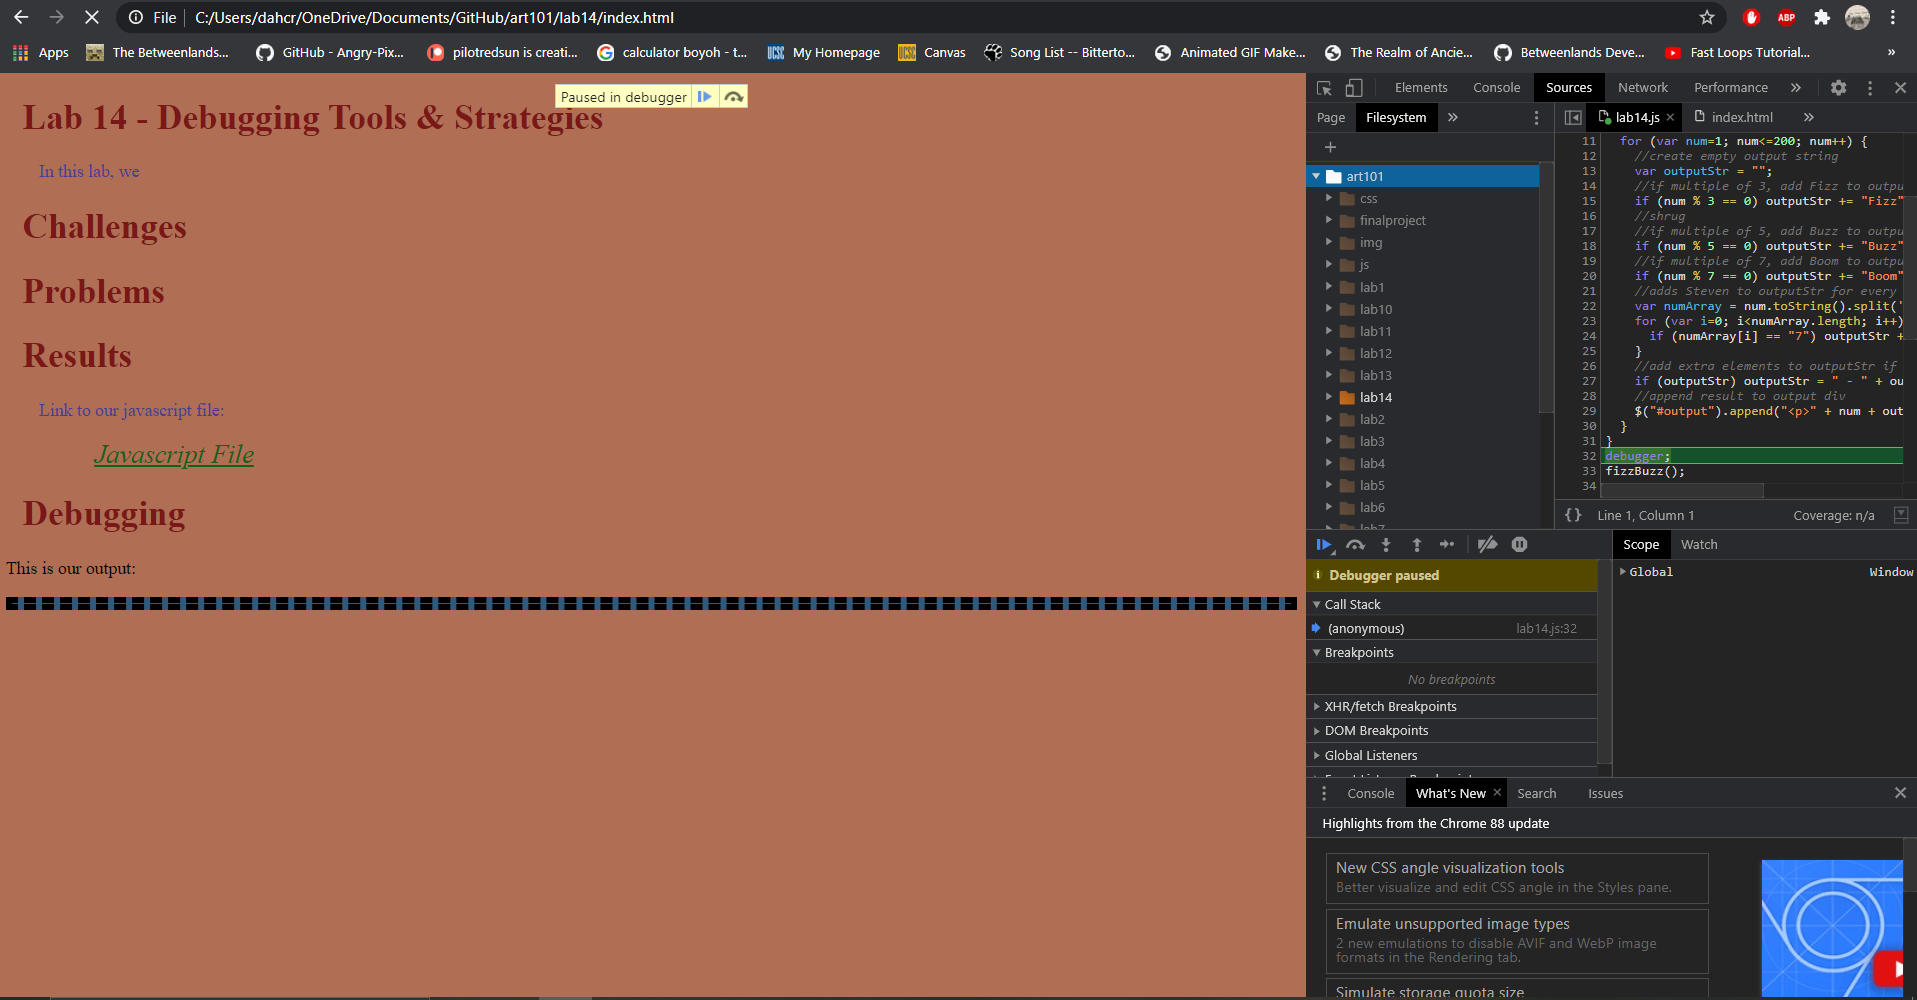 File C:/Users/dahcr/OneDrive/Documents/GitHub/art101/lab14/index.html
ABP
Apps The Betweenlands... GitHub - Angry-Pix... pilotredsun is creati... calculator boyoh - t... UCSC My Homepage UCSC Canvas Song List -- Bitterto... Animated GIF Make... The Realm of Ancie... Betweenlands Deve... Fast Loops Tutorial... »
Paused in debugger
Lab 14 - Debugging Tools & Strategies
In this lab, we
Challenges
Problems
Results
Link to our javascript file:
Javascript File
Debugging
This is our output:
Elements Console Sources Network Performance »
Page Filesystem »
+
art101
css
finalproject
img
js
lab1
lab10
lab11
lab12
lab13
lab14
lab2
lab3
lab4
lab5
lab6
lab7
lab14.js × index.html »
11 for (var num=1; num<=200; num++) {
12 //create empty output string
13 var outputStr = "";
14 //if multiple of 3, add Fizz to outpu
15 if (num % 3 == 0) outputStr += "Fizz"
16 //shrug
17 //if multiple of 5, add Buzz to outpu
18 if (num % 5 == 0) outputStr += "Buzz"
19 //if multiple of 7, add Boom to outpu
20 if (num % 7 == 0) outputStr += "Boom"
21 //adds Steven to outputStr for every
22 var numArray = num.toString().split('
23 for (var i=0; i<numArray.length; i++)
24 if (numArray[i] == "7") outputStr +
25 }
26 //add extra elements to outputStr if
27 if (outputStr) outputStr = " - " + ou
28 //append result to output div
29 $("#output").append("<p>" + num + out
30 }
31 }
32 debugger;
33 fizzBuzz();
34
{} Line 1, Column 1 Coverage: n/a
Scope Watch
Global Window
Debugger paused
Call Stack
(anonymous) lab14.js:32
Breakpoints
No breakpoints
XHR/fetch Breakpoints
DOM Breakpoints
Global Listeners
Console What's New × Search Issues
Highlights from the Chrome 88 update
New CSS angle visualization tools
Better visualize and edit CSS angle in the Styles pane.
Emulate unsupported image types
2 new emulations to disable AVIF and WebP image
formats in the Rendering tab.
Simulate storage quota size